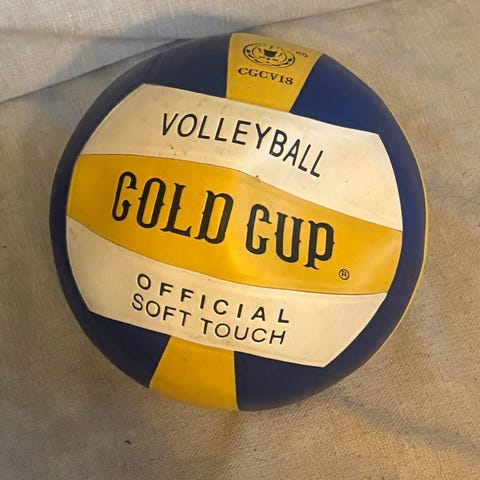 CGCV18
VOLLEYBALL
GOLD CUP
®
OFFICIAL
SOFT TOUCH